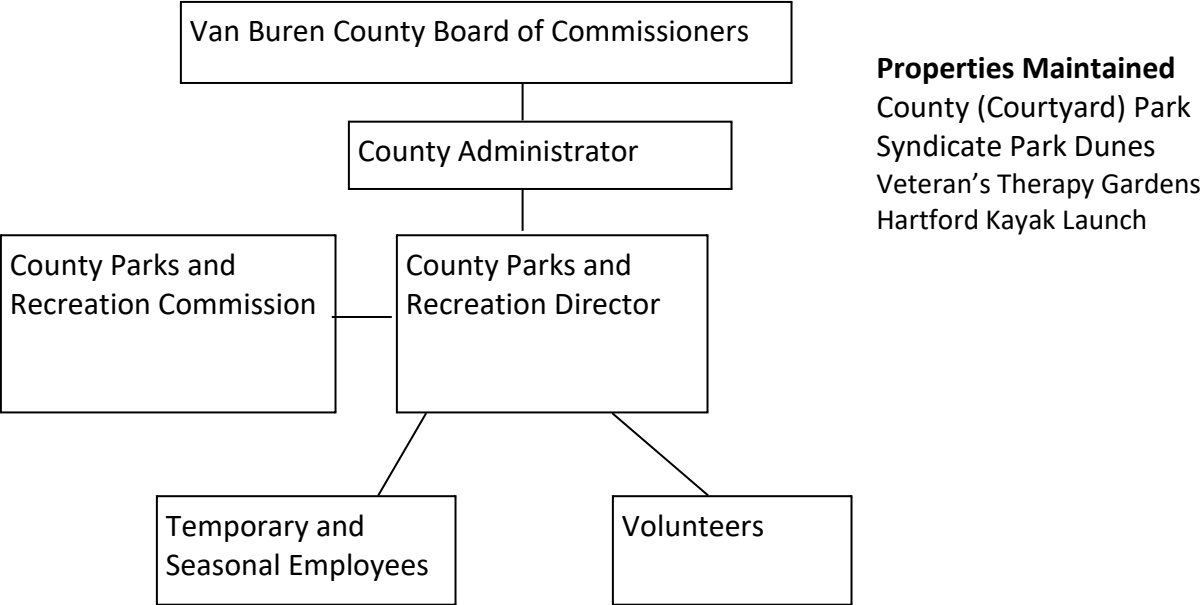 Van Buren County Board of Commissioners
County Administrator
County Parks and
Recreation Commission
County Parks and
Recreation Director
Temporary and
Seasonal Employees
Volunteers
Properties Maintained
County (Courtyard) Park
Syndicate Park Dunes
Veteran’s Therapy Gardens
Hartford Kayak Launch